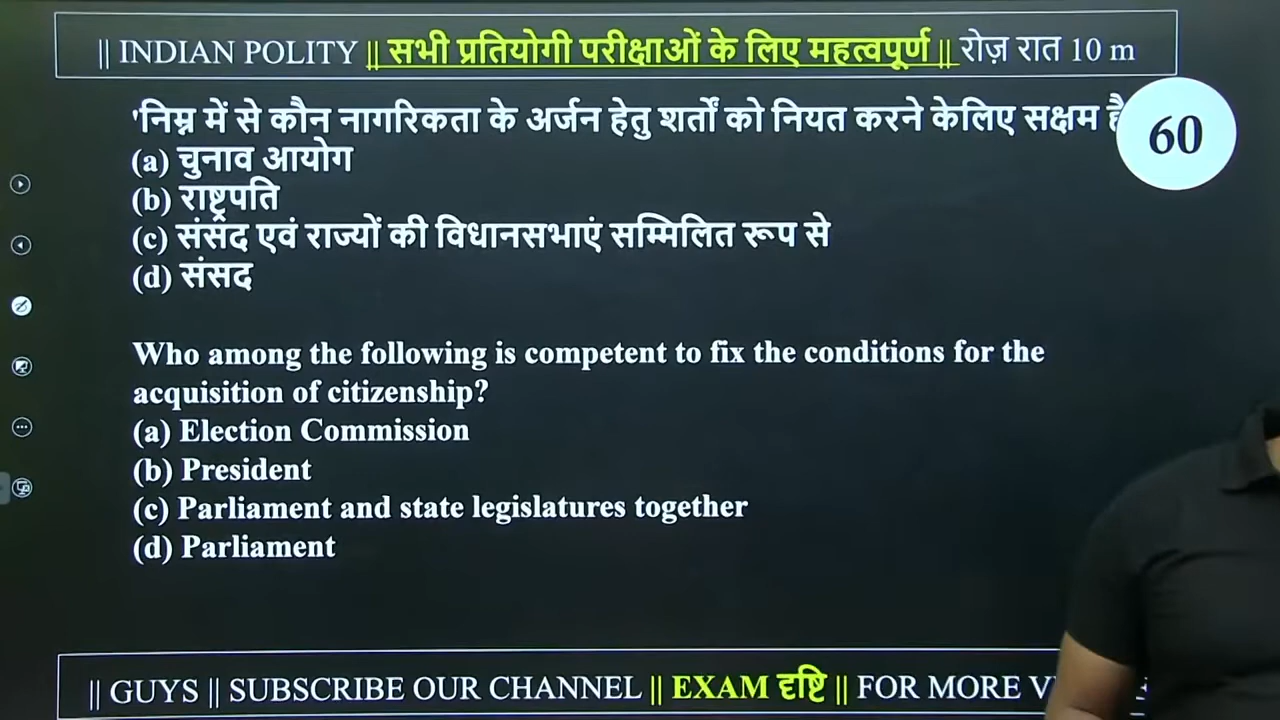 || INDIAN POLITY || सभी प्रतियोगी परीक्षाओं के लिए महत्वपूर्ण || रोज़ रात 10 m
'निम्न में से कौन नागरिकता के अर्जन हेतु शर्तों को नियत करने केलिए सक्षम है
60
(a) चुनाव आयोग
(b) राष्ट्रपति
(c) संसद एवं राज्यों की विधानसभाएं सम्मिलित रूप से
(d) संसद
Who among the following is competent to fix the conditions for the
acquisition of citizenship?
(a) Election Commission
(b) President
(c) Parliament and state legislatures together
(d) Parliament
|| GUYS || SUBSCRIBE OUR CHANNEL || EXAM दृष्टि || FOR MORE